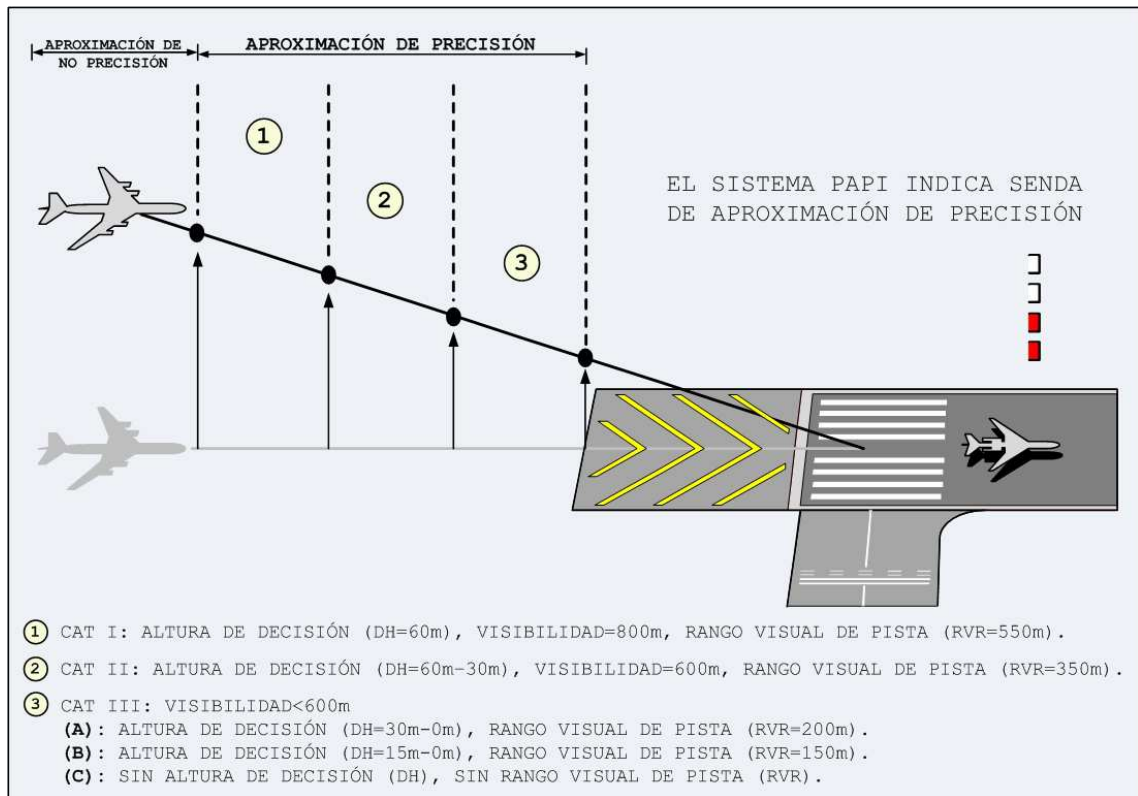 APROXIMACIÓN DE
NO PRECISIÓN
APROXIMACIÓN DE PRECISIÓN
1
2
3
EL SISTEMA PAPI INDICA SENDA
DE APROXIMACIÓN DE PRECISIÓN
1 CAT I: ALTURA DE DECISIÓN (DH=60m), VISIBILIDAD=800m, RANGO VISUAL DE PISTA (RVR=550m).
2 CAT II: ALTURA DE DECISIÓN (DH=60m-30m), VISIBILIDAD=600m, RANGO VISUAL DE PISTA (RVR=350m).
3 CAT III: VISIBILIDAD<600m
(A): ALTURA DE DECISIÓN (DH=30m-0m), RANGO VISUAL DE PISTA (RVR=200m).
(B): ALTURA DE DECISIÓN (DH=15m-0m), RANGO VISUAL DE PISTA (RVR=150m).
(C): SIN ALTURA DE DECISIÓN (DH), SIN RANGO VISUAL DE PISTA (RVR).